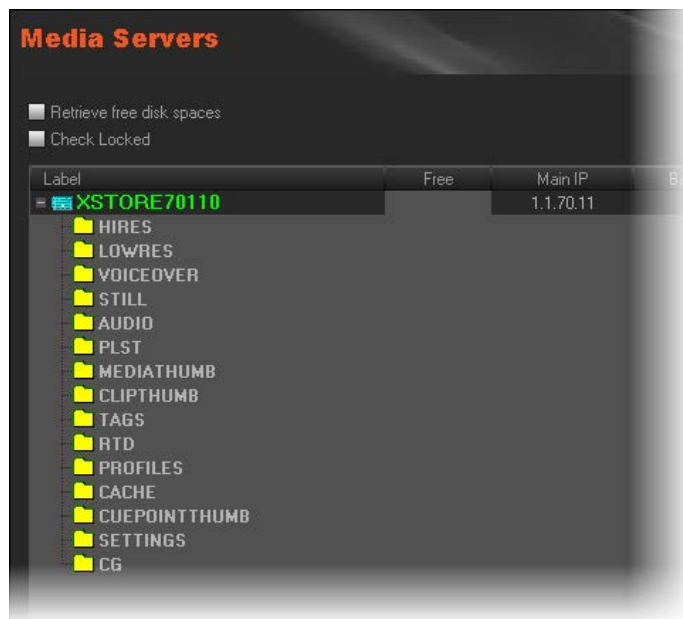 Media Servers
Retrieve free disk spaces
Check Locked
Label Free Main IP
XSTORE70110 1.1.70.11
HIRES
LOWRES
VOICEOVER
STILL
AUDIO
PLST
MEDIATHUMB
CLIPTHUMB
TAGS
RTD
PROFILES
CACHE
CUEPOINTTHUMB
SETTINGS
CG